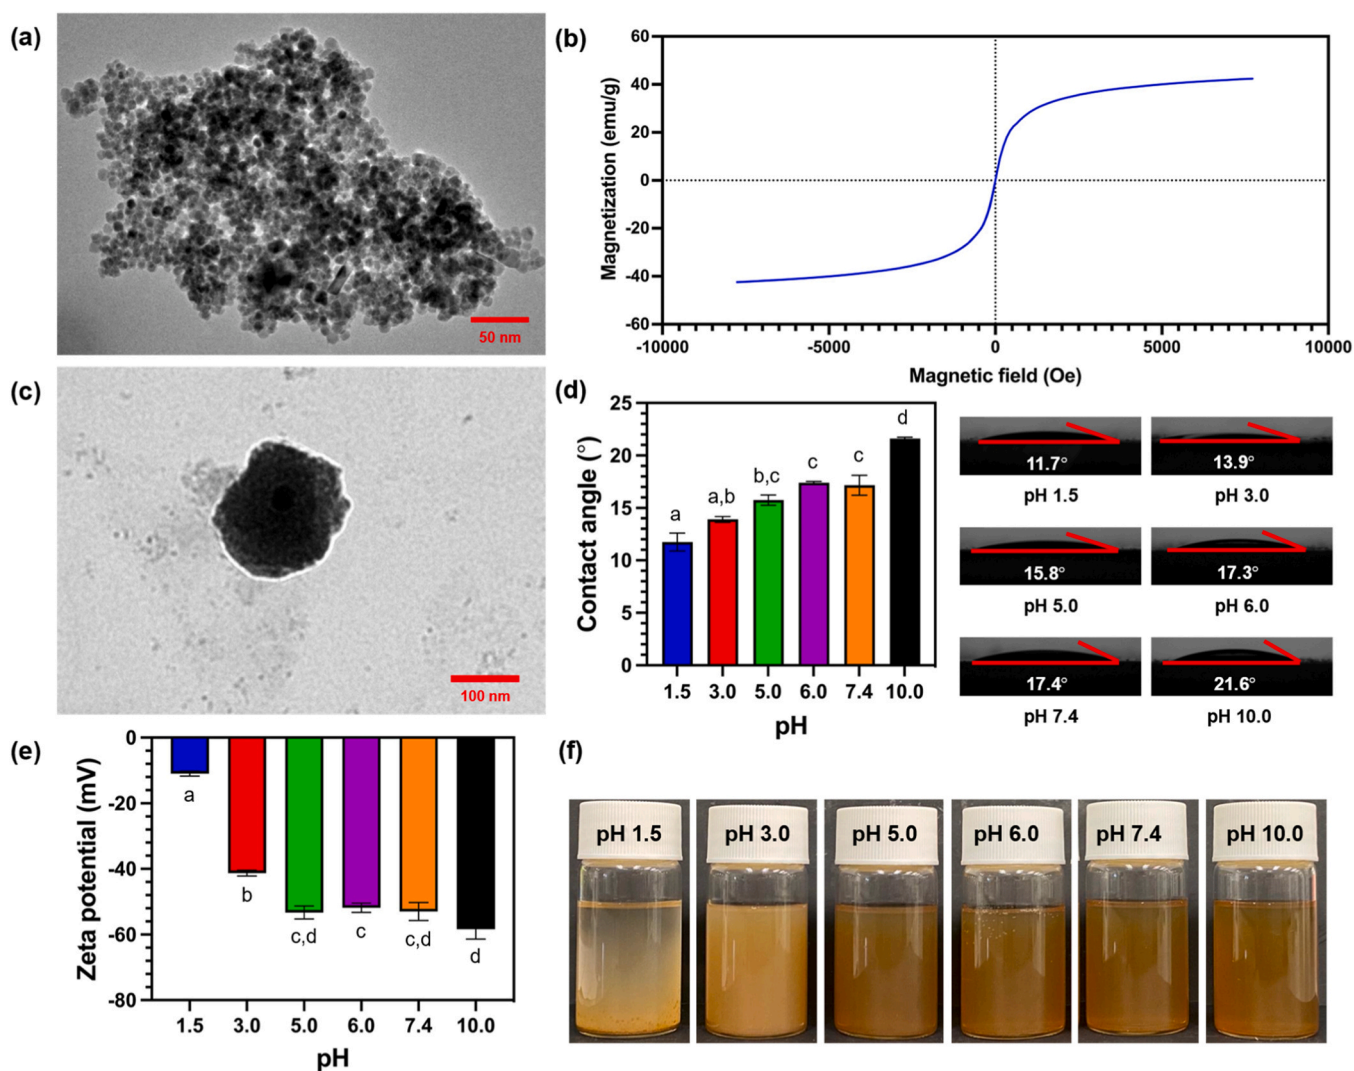 (a)
50 nm
(b)
60
40
20
0
-20
-40
-60
Magnetization (emu/g)
-10000 -5000 0 5000 10000
Magnetic field (Oe)
(c)
100 nm
(d)
25
20
15
10
5
0
Contact angle (°)
a a,b b,c c c d
1.5 3.0 5.0 6.0 7.4 10.0
pH
11.7° 13.9°
pH 1.5 pH 3.0
15.8° 17.3°
pH 5.0 pH 6.0
17.4° 21.6°
pH 7.4 pH 10.0
(e)
0
-20
-40
-60
-80
Zeta potential (mV)
a b c,d c c,d d
1.5 3.0 5.0 6.0 7.4 10.0
pH
(f)
pH 1.5 pH 3.0 pH 5.0 pH 6.0 pH 7.4 pH 10.0